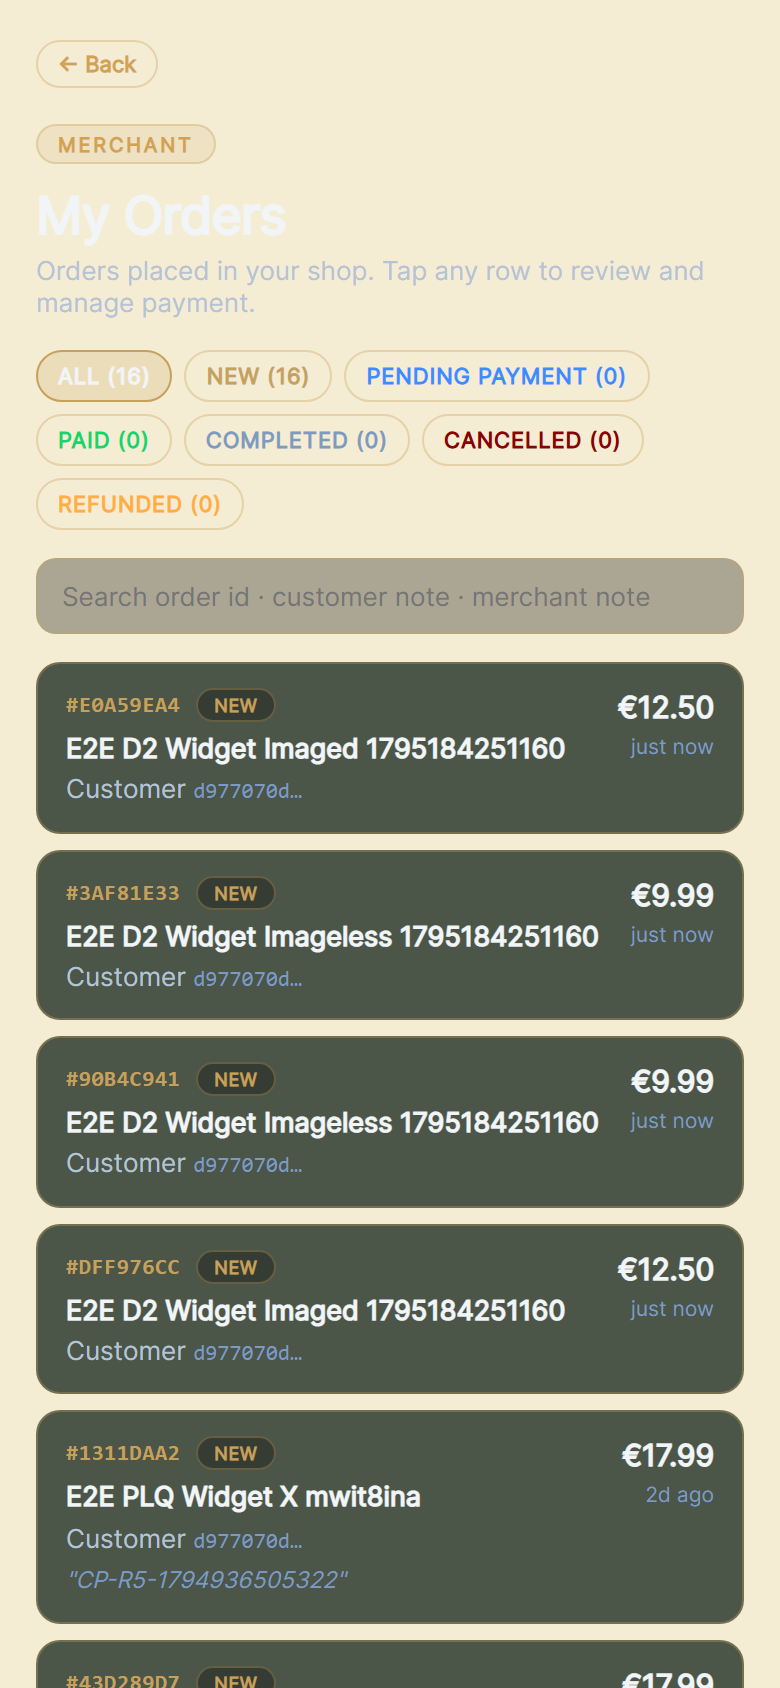 ← Back
MERCHANT
My Orders
Orders placed in your shop. Tap any row to review and
manage payment.
ALL (16) NEW (16) PENDING PAYMENT (0)
PAID (0) COMPLETED (0) CANCELLED (0)
REFUNDED (0)
Search order id · customer note · merchant note
#E0A59EA4 NEW €12.50
E2E D2 Widget Imaged 1795184251160 just now
Customer d977070d…
#3AF81E33 NEW €9.99
E2E D2 Widget Imageless 1795184251160 just now
Customer d977070d…
#90B4C941 NEW €9.99
E2E D2 Widget Imageless 1795184251160 just now
Customer d977070d…
#DFF976CC NEW €12.50
E2E D2 Widget Imaged 1795184251160 just now
Customer d977070d…
#1311DAA2 NEW €17.99
E2E PLQ Widget X mwit8ina 2d ago
Customer d977070d…
"CP-R5-1794936505322"
#43D289D7 NEW €17.99